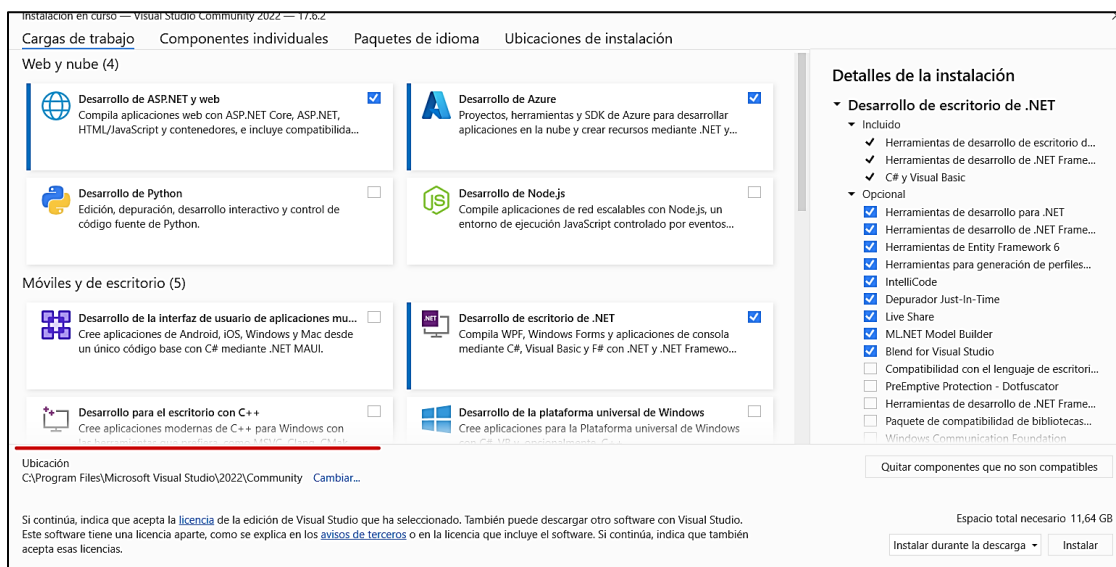 Instalación en curso — Visual Studio Community 2022 — 17.6.2
Cargas de trabajo Componentes individuales Paquetes de idioma Ubicaciones de instalación
Web y nube (4)
Desarrollo de ASP.NET y web
Compila aplicaciones web con ASP.NET Core, ASP.NET,
HTML/JavaScript y contenedores, e incluye compatibilida...
Desarrollo de Azure
Proyectos, herramientas y SDK de Azure para desarrollar
aplicaciones en la nube y crear recursos mediante .NET y...
Desarrollo de Python
Edición, depuración, desarrollo interactivo y control de
código fuente de Python.
Desarrollo de Node.js
Compile aplicaciones de red escalables con Node.js, un
entorno de ejecución JavaScript controlado por eventos...
Móviles y de escritorio (5)
Desarrollo de la interfaz de usuario de aplicaciones mu...
Cree aplicaciones de Android, iOS, Windows y Mac desde
un único código base con C# mediante .NET MAUI.
.NET
Desarrollo de escritorio de .NET
Compila WPF, Windows Forms y aplicaciones de consola
mediante C#, Visual Basic y F# con .NET y .NET Framewo...
Desarrollo para el escritorio con C++
Cree aplicaciones modernas de C++ para Windows con
las herramientas que prefiera, como MSVC, Clang, CMak
Desarrollo de la plataforma universal de Windows
Cree aplicaciones para la Plataforma universal de Windows
con C#, VB u, opcionalmente, C++
Detalles de la instalación
Desarrollo de escritorio de .NET
Incluido
Herramientas de desarrollo de escritorio d...
Herramientas de desarrollo de .NET Frame...
C# y Visual Basic
Opcional
Herramientas de desarrollo para .NET
Herramientas de desarrollo de .NET Frame...
Herramientas de Entity Framework 6
Herramientas para generación de perfiles...
IntelliCode
Depurador Just-In-Time
Live Share
ML.NET Model Builder
Blend for Visual Studio
Compatibilidad con el lenguaje de escritori...
PreEmptive Protection - Dotfuscator
Herramientas de desarrollo de .NET Frame...
Paquete de compatibilidad de bibliotecas...
Windows Communication Foundation
Ubicación
C:\Program Files\Microsoft Visual Studio\2022\Community Cambiar...
Quitar componentes que no son compatibles
Si continúa, indica que acepta la licencia de la edición de Visual Studio que ha seleccionado. También puede descargar otro software con Visual Studio.
Este software tiene una licencia aparte, como se explica en los avisos de terceros o en la licencia que incluye el software. Si continúa, indica que también
acepta esas licencias.
Espacio total necesario 11,64 GB
Instalar durante la descarga Instalar